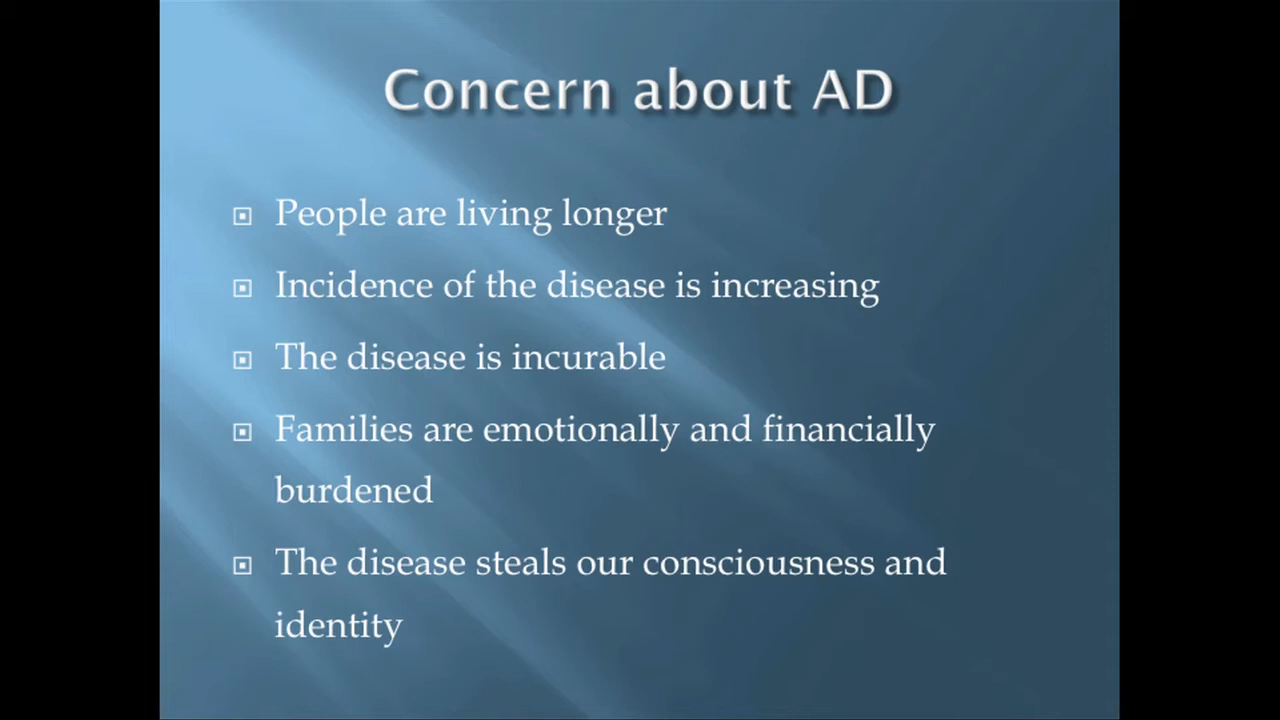 Concern about AD
People are living longer
Incidence of the disease is increasing
The disease is incurable
Families are emotionally and financially
burdened
The disease steals our consciousness and
identity